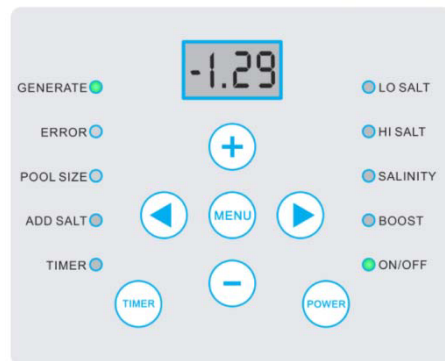 -1.29
GENERATE
LO SALT
ERROR
HI SALT
+
POOL SIZE
SALINITY
MENU
ADD SALT
BOOST
TIMER
ON/OFF
−
TIMER
POWER